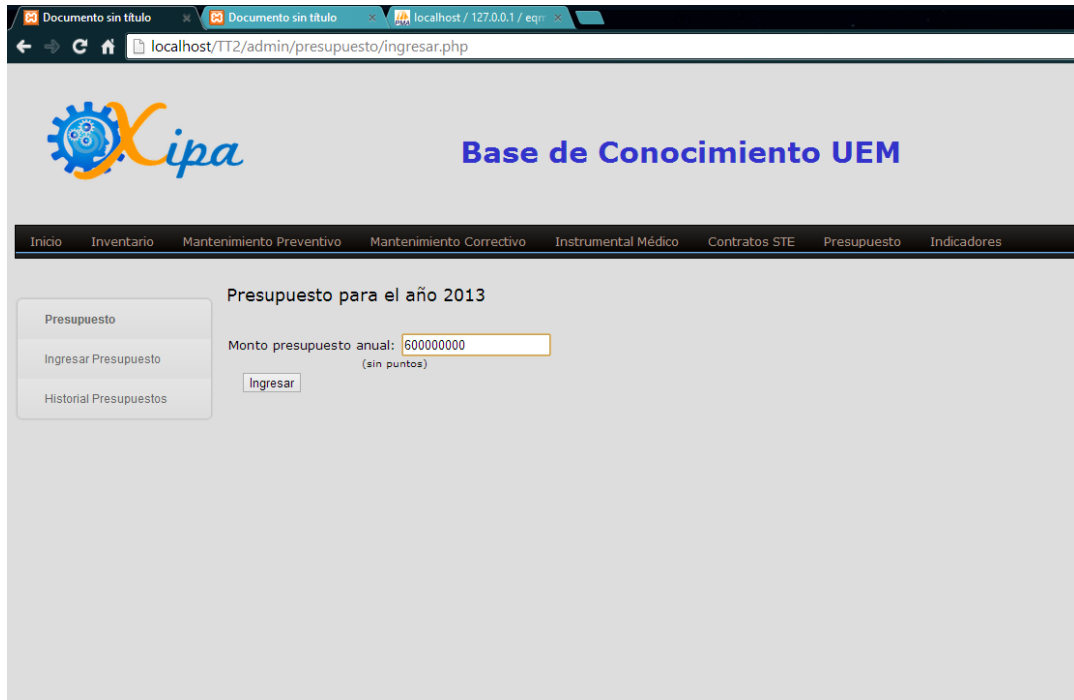 Documento sin título
Documento sin título
localhost / 127.0.0.1 / eqm
localhost/TT2/admin/presupuesto/ingresar.php
Xipa
Base de Conocimiento UEM
Inicio Inventario Mantenimiento Preventivo Mantenimiento Correctivo Instrumental Médico Contratos STE Presupuesto Indicadores
Presupuesto
Ingresar Presupuesto
Historial Presupuestos
Presupuesto para el año 2013
Monto presupuesto anual: 600000000
(sin puntos)
Ingresar